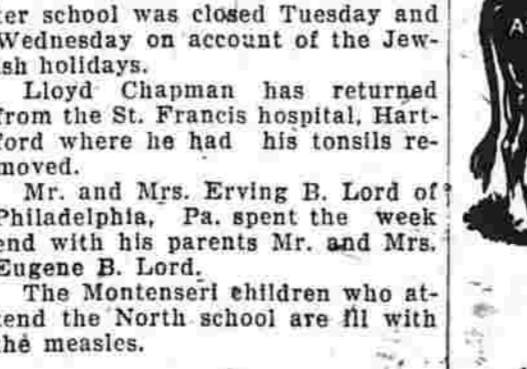 ter school was closed Tuesday and
Wednesday on account of the Jew-
ish holidays.
Lloyd Chapman has returned
from the St. Francis hospital, Hart-
ford where he had his tonsils re-
moved.
Mr. and Mrs. Erving B. Lord of
Philadelphia, Pa. spent the week
end with his parents Mr. and Mrs.
Eugene B. Lord.
The Montenseri children who at-
tend the North school are ill with
the measles.
A